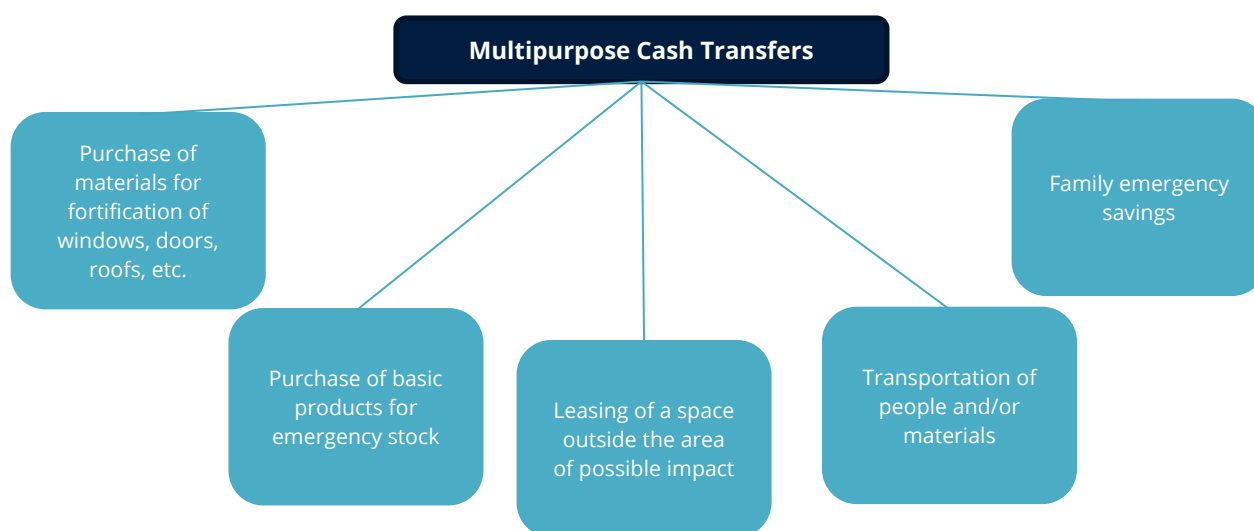 Multipurpose Cash Transfers
Purchase of
materials for
fortification of
windows, doors,
roofs, etc.
Purchase of basic
products for
emergency stock
Leasing of a space
outside the area
of possible impact
Transportation of
people and/or
materials
Family emergency
savings